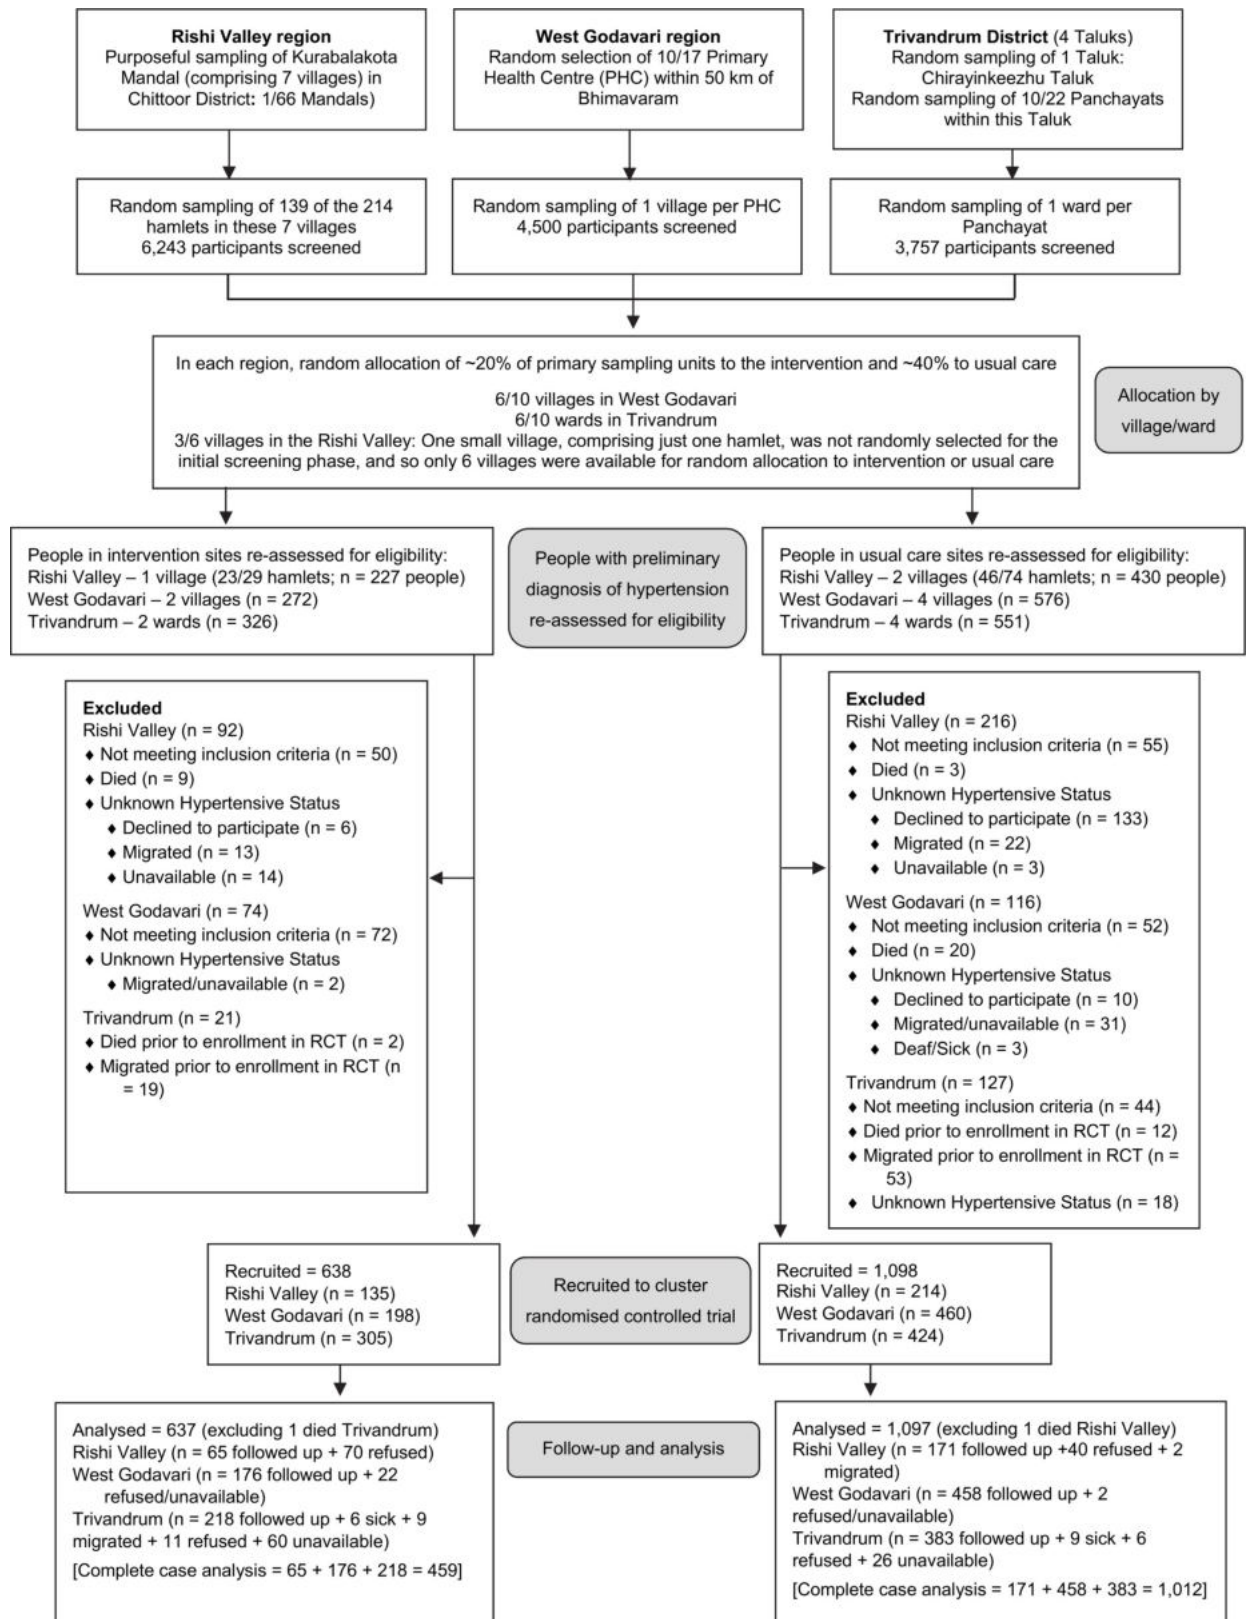 Rishi Valley region
Purposeful sampling of Kurabalakota
Mandal (comprising 7 villages) in
Chittoor District: 1/66 Mandals)
West Godavari region
Random selection of 10/17 Primary
Health Centre (PHC) within 50 km of
Bhimavaram
Trivandrum District (4 Taluks)
Random sampling of 1 Taluk:
Chirayinkeezhu Taluk
Random sampling of 10/22 Panchayats
within this Taluk
Random sampling of 139 of the 214
hamlets in these 7 villages
6,243 participants screened
Random sampling of 1 village per PHC
4,500 participants screened
Random sampling of 1 ward per
Panchayat
3,757 participants screened
In each region, random allocation of ~20% of primary sampling units to the intervention and ~40% to usual care
6/10 villages in West Godavari
6/10 wards in Trivandrum
3/6 villages in the Rishi Valley: One small village, comprising just one hamlet, was not randomly selected for the
initial screening phase, and so only 6 villages were available for random allocation to intervention or usual care
Allocation by
village/ward
People in intervention sites re-assessed for eligibility:
Rishi Valley – 1 village (23/29 hamlets; n = 227 people)
West Godavari – 2 villages (n = 272)
Trivandrum – 2 wards (n = 326)
People with preliminary
diagnosis of hypertension
re-assessed for eligibility
People in usual care sites re-assessed for eligibility:
Rishi Valley – 2 villages (46/74 hamlets; n = 430 people)
West Godavari – 4 villages (n = 576)
Trivandrum – 4 wards (n = 551)
Excluded
Rishi Valley (n = 92)
♦ Not meeting inclusion criteria (n = 50)
♦ Died (n = 9)
♦ Unknown Hypertensive Status
♦ Declined to participate (n = 6)
♦ Migrated (n = 13)
♦ Unavailable (n = 14)
West Godavari (n = 74)
♦ Not meeting inclusion criteria (n = 72)
♦ Unknown Hypertensive Status
♦ Migrated/unavailable (n = 2)
Trivandrum (n = 21)
♦ Died prior to enrollment in RCT (n = 2)
♦ Migrated prior to enrollment in RCT (n
= 19)
Excluded
Rishi Valley (n = 216)
♦ Not meeting inclusion criteria (n = 55)
♦ Died (n = 3)
♦ Unknown Hypertensive Status
♦ Declined to participate (n = 133)
♦ Migrated (n = 22)
♦ Unavailable (n = 3)
West Godavari (n = 116)
♦ Not meeting inclusion criteria (n = 52)
♦ Died (n = 20)
♦ Unknown Hypertensive Status
♦ Declined to participate (n = 10)
♦ Migrated/unavailable (n = 31)
♦ Deaf/Sick (n = 3)
Trivandrum (n = 127)
♦ Not meeting inclusion criteria (n = 44)
♦ Died prior to enrollment in RCT (n = 12)
♦ Migrated prior to enrollment in RCT (n =
53)
♦ Unknown Hypertensive Status (n = 18)
Recruited = 638
Rishi Valley (n = 135)
West Godavari (n = 198)
Trivandrum (n = 305)
Recruited to cluster
randomised controlled trial
Recruited = 1,098
Rishi Valley (n = 214)
West Godavari (n = 460)
Trivandrum (n = 424)
Analysed = 637 (excluding 1 died Trivandrum)
Rishi Valley (n = 65 followed up + 70 refused)
West Godavari (n = 176 followed up + 22
refused/unavailable)
Trivandrum (n = 218 followed up + 6 sick + 9
migrated + 11 refused + 60 unavailable)
[Complete case analysis = 65 + 176 + 218 = 459]
Follow-up and analysis
Analysed = 1,097 (excluding 1 died Rishi Valley)
Rishi Valley (n = 171 followed up +40 refused + 2
migrated)
West Godavari (n = 458 followed up + 2
refused/unavailable)
Trivandrum (n = 383 followed up + 9 sick + 6
refused + 26 unavailable)
[Complete case analysis = 171 + 458 + 383 = 1,012]